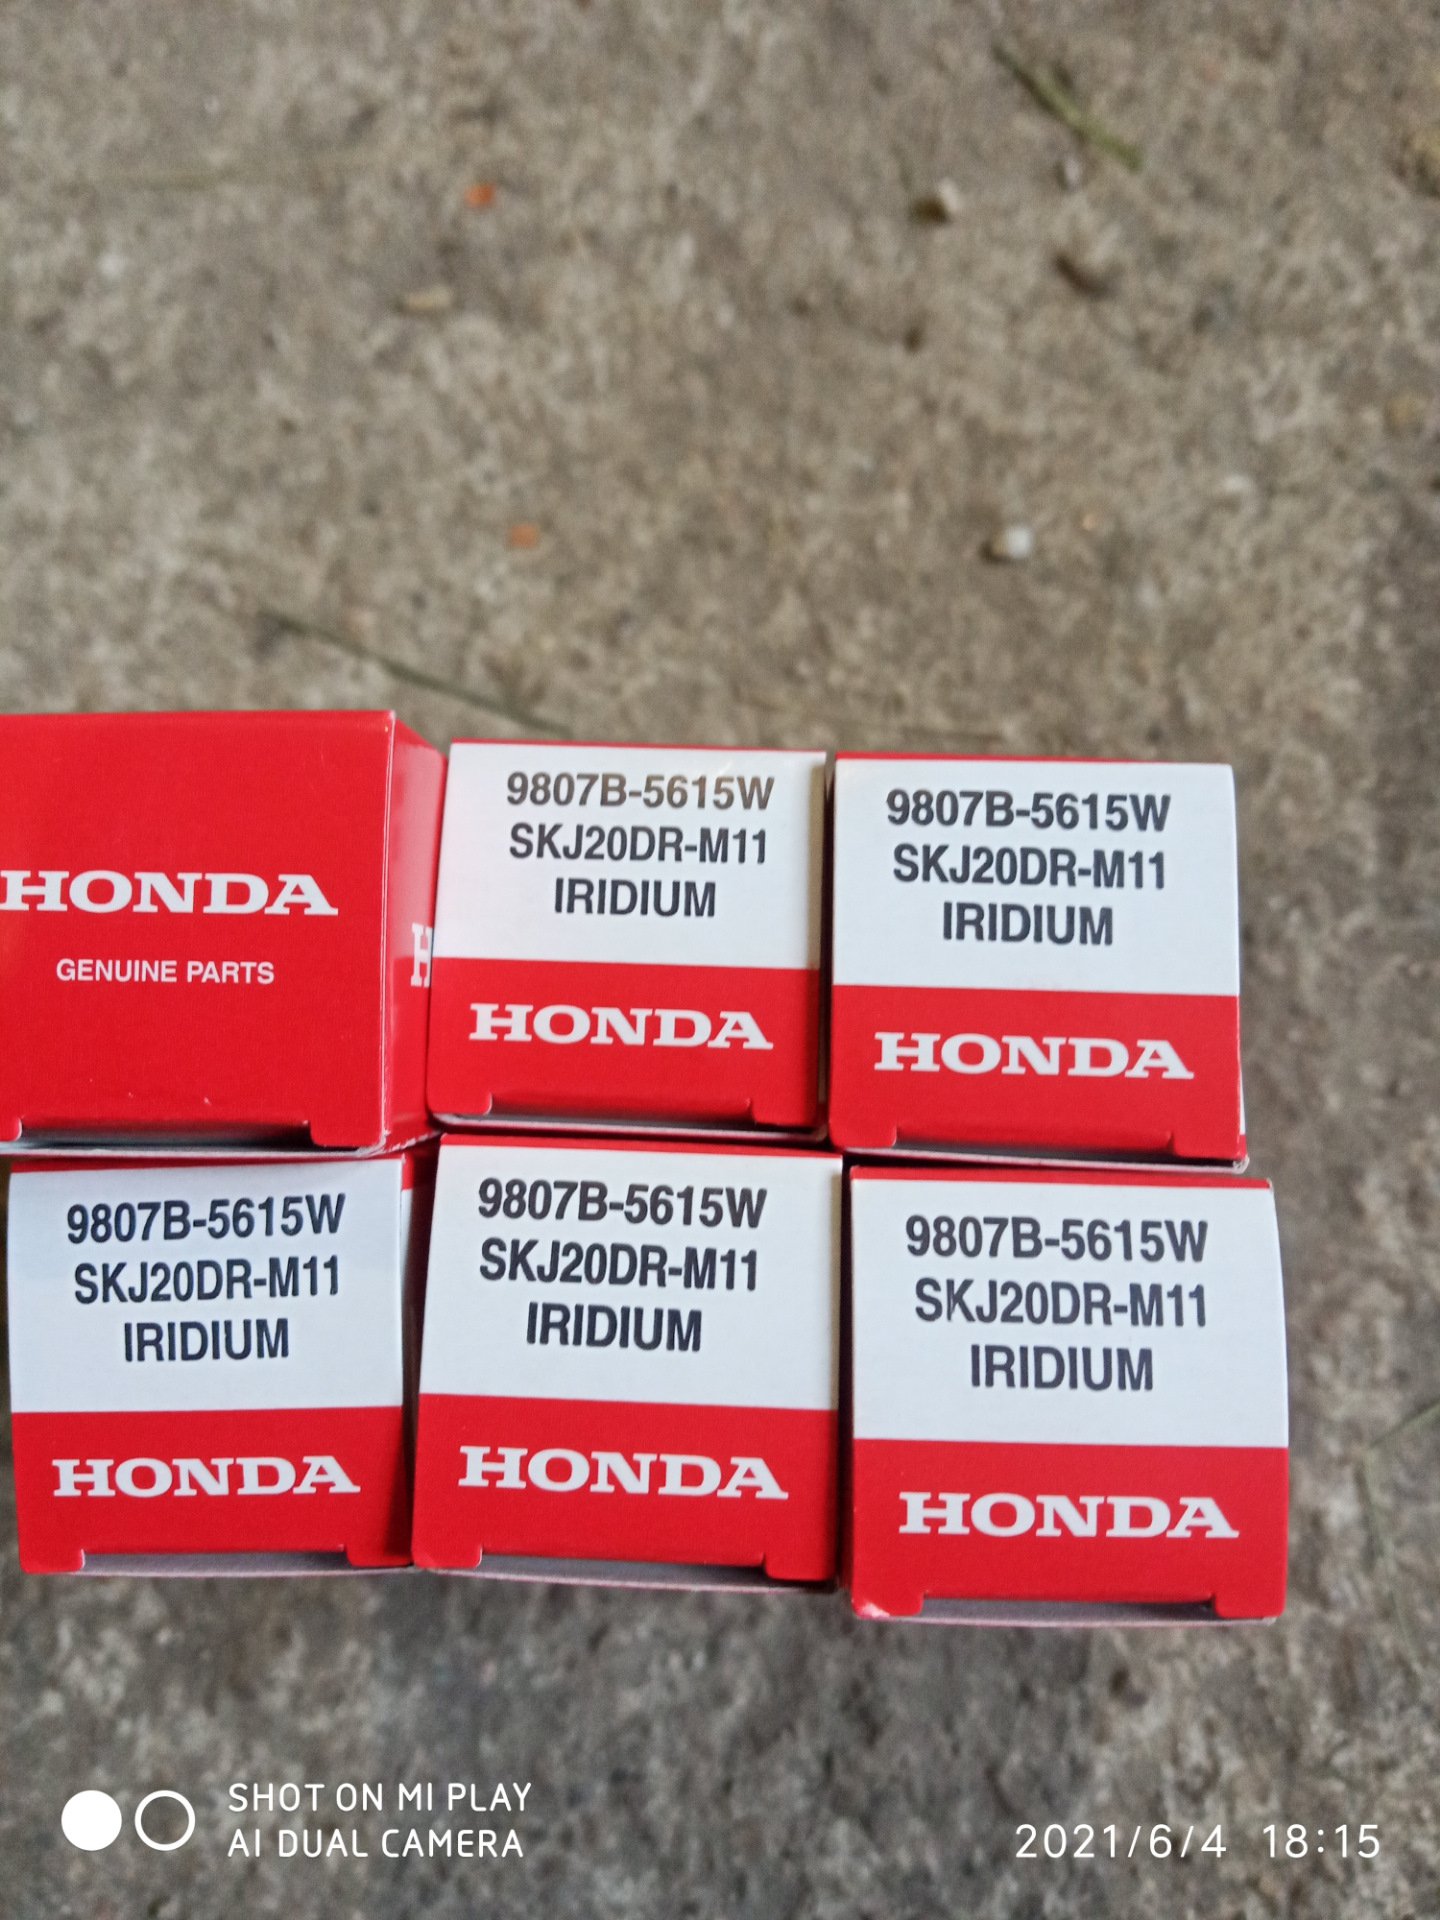 HONDA
GENUINE PARTS
H
9807B-5615W
SKJ20DR-M11
IRIDIUM
HONDA
9807B-5615W
SKJ20DR-M11
IRIDIUM
HONDA
9807B-5615W
SKJ20DR-M11
IRIDIUM
HONDA
9807B-5615W
SKJ20DR-M11
IRIDIUM
HONDA
9807B-5615W
SKJ20DR-M11
IRIDIUM
HONDA
SHOT ON MI PLAY
AI DUAL CAMERA
2021/6/4 18:15